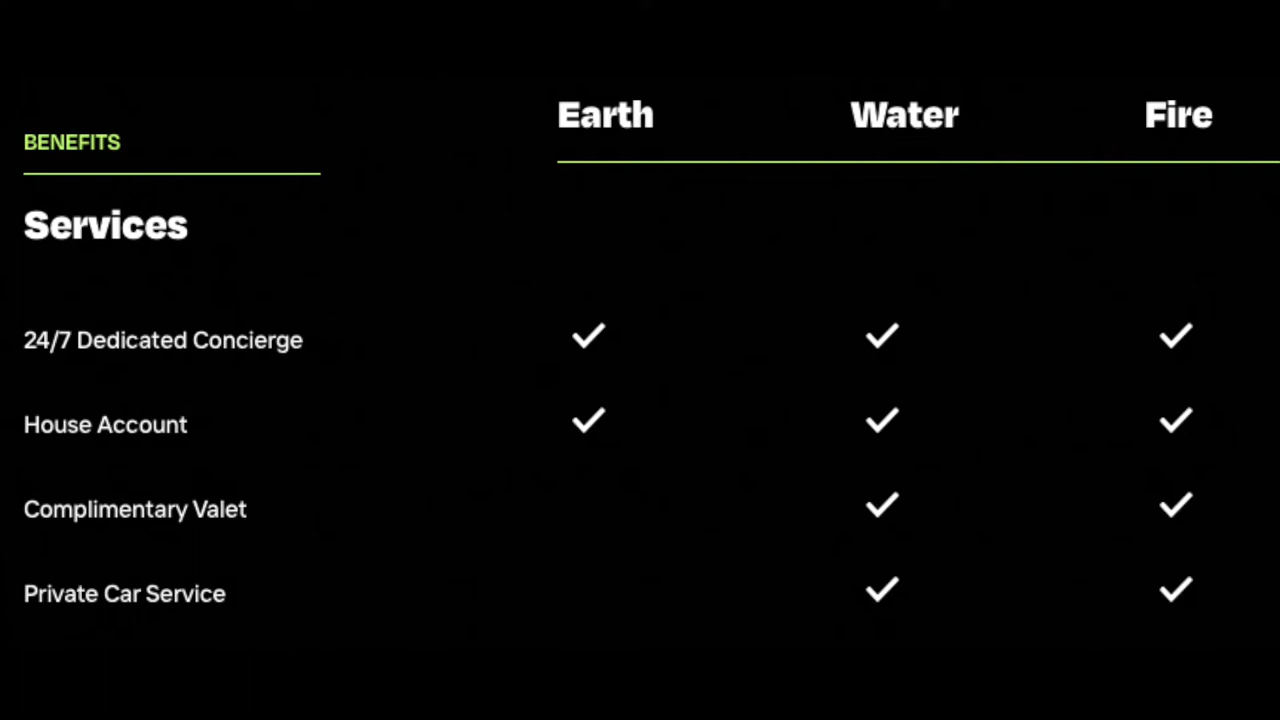 Earth Water Fire
BENEFITS
Services
24/7 Dedicated Concierge
House Account
Complimentary Valet
Private Car Service